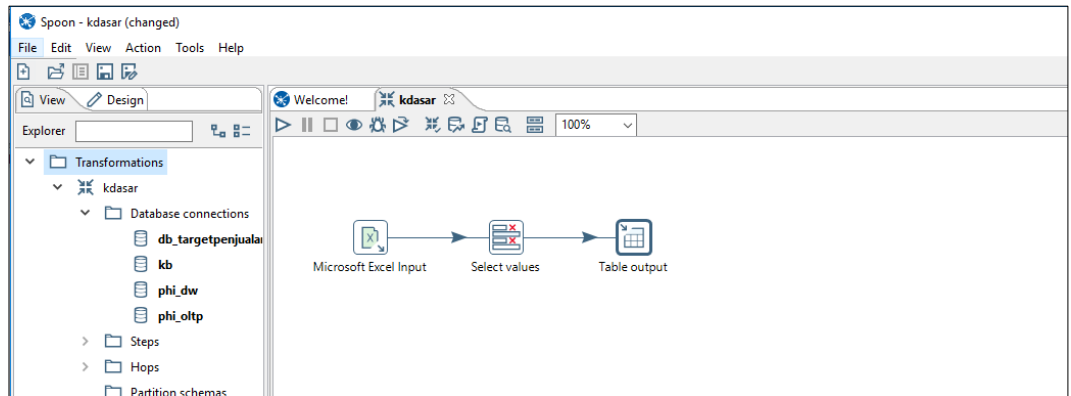 Spoon - kdasar (changed)
File Edit View Action Tools Help
View Design
Welcome! kdasar
Explorer
100%
Transformations
kdasar
Database connections
db_targetpenjualan
kb
phi_dw
phi_oltp
Steps
Hops
Partition schemas
Microsoft Excel Input Select values Table output